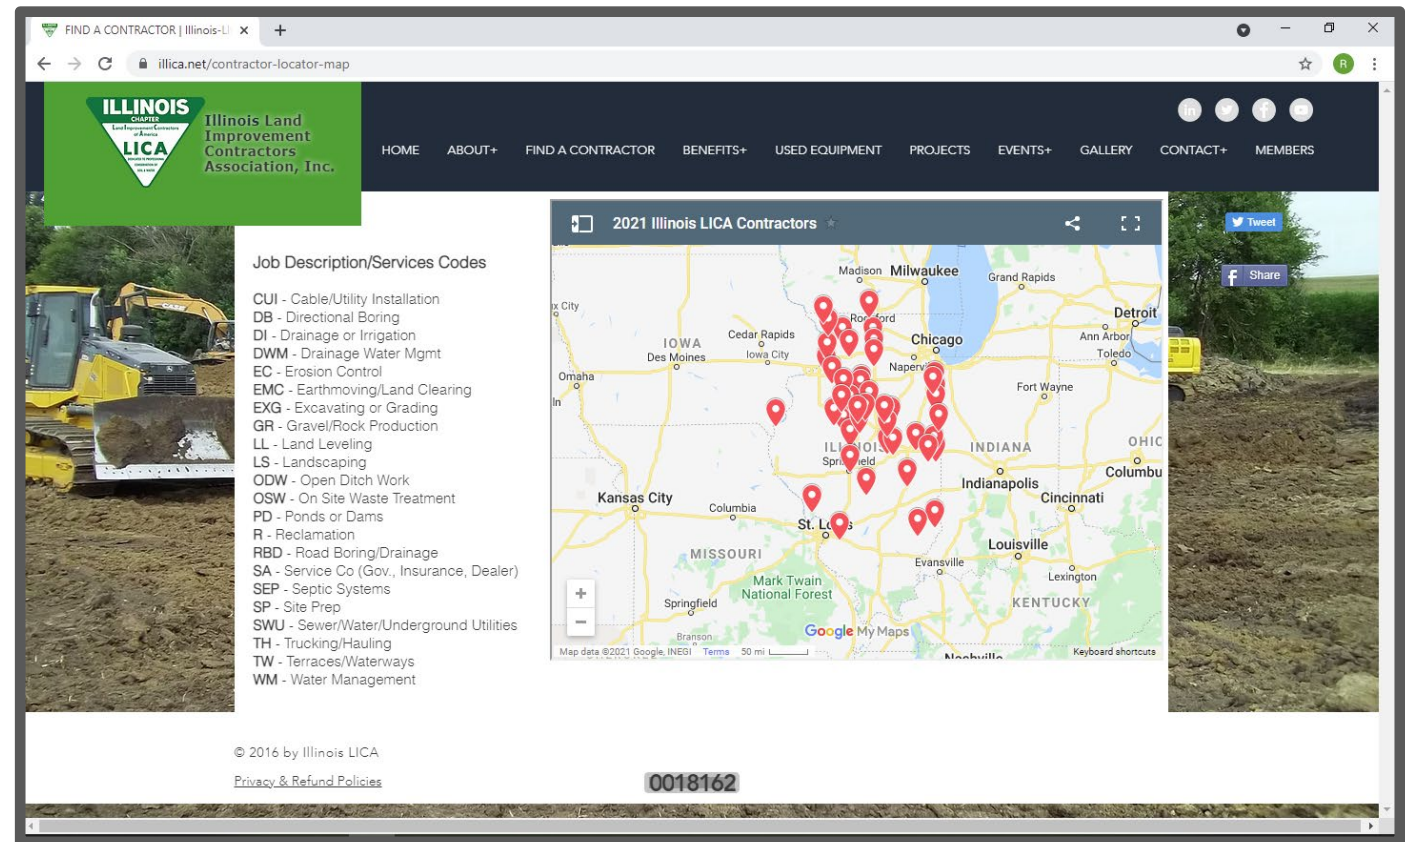 FIND A CONTRACTOR | Illinois-LI
illica.net/contractor-locator-map
R
ILLINOIS
CHAPTER
Land Improvement Contractors
of America
LICA
Illinois Land
Improvement
Contractors
Association, Inc.
HOME ABOUT+ FIND A CONTRACTOR BENEFITS+ USED EQUIPMENT PROJECTS EVENTS+ GALLERY CONTACT+ MEMBERS
2021 Illinois LICA Contractors
Tweet
Share
Job Description/Services Codes
CUI - Cable/Utility Installation
DB - Directional Boring
DI - Drainage or Irrigation
DWM - Drainage Water Mgmt
EC - Erosion Control
EMC - Earthmoving/Land Clearing
EXG - Excavating or Grading
GR - Gravel/Rock Production
LL - Land Leveling
LS - Landscaping
ODW - Open Ditch Work
OSW - On Site Waste Treatment
PD - Ponds or Dams
R - Reclamation
RBD - Road Boring/Drainage
SA - Service Co (Gov., Insurance, Dealer)
SEP - Septic Systems
SP - Site Prep
SWU - Sewer/Water/Underground Utilities
TH - Trucking/Hauling
TW - Terraces/Waterways
WM - Water Management
Madison Milwaukee
Grand Rapids
ux City
Detroit
Ann Arbor
IOWA
Cedar Rapids
Chicago
Des Moines
Iowa City
Toledo
Omaha
Fort Wayne
ln
INDIANA
OHIO
Columbu
Indianapolis
Kansas City
Columbia
Cincinnati
MISSOURI
Louisville
Evansville
Lexington
Mark Twain
National Forest
Springfield
KENTUCKY
Google My Maps
Branson
Map data ©2021 Google, INEGI Terms 50 mi
Keyboard shortcuts
© 2016 by Illinois LICA
Privacy & Refund Policies
0018162